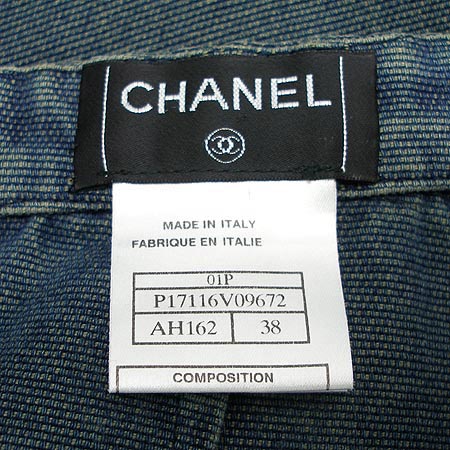 CHANEL
MADE IN ITALY
FABRIQUE EN ITALIE
01P
P17116V09672
AH162 38
COMPOSITION